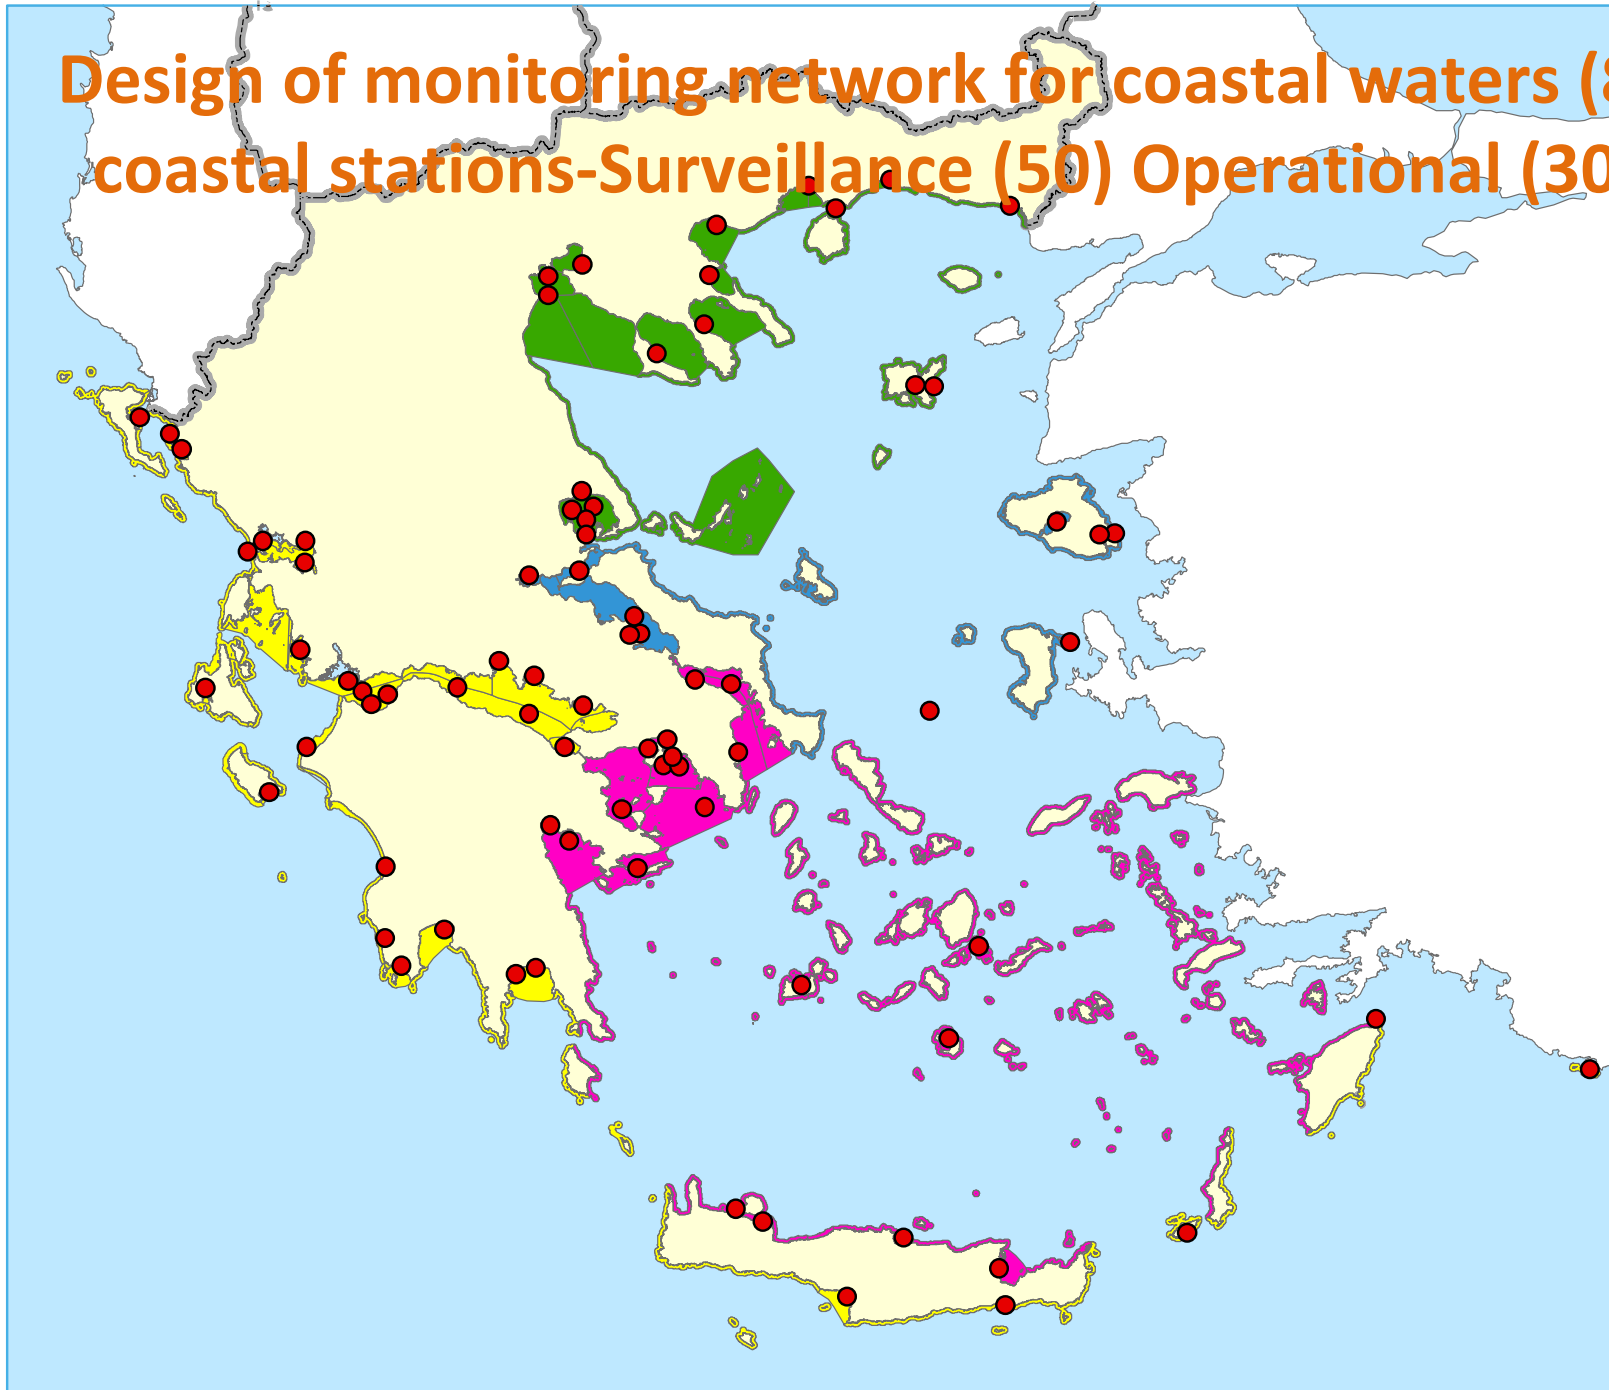 Design of monitoring network for coastal waters (8
coastal stations-Surveillance (50) Operational (30